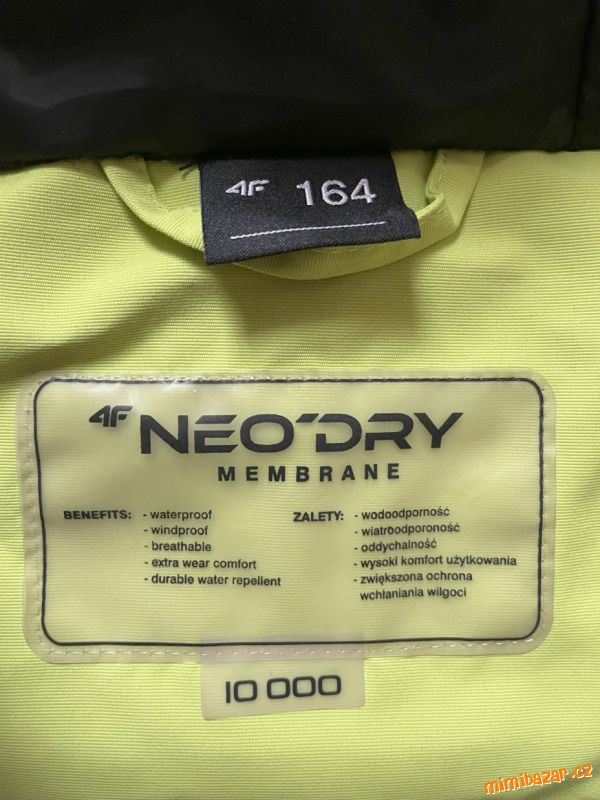 4F 164
4F NEO'DRY
MEMBRANE
BENEFITS: - waterproof
- windproof
- breathable
- extra wear comfort
- durable water repellent
ZALETY: - wodoodporność
- wiatroodporoność
- oddychalność
- wysoki komfort użytkowania
- zwiększona ochrona
wchłaniania wilgoci
10 000
mimibazar.cz